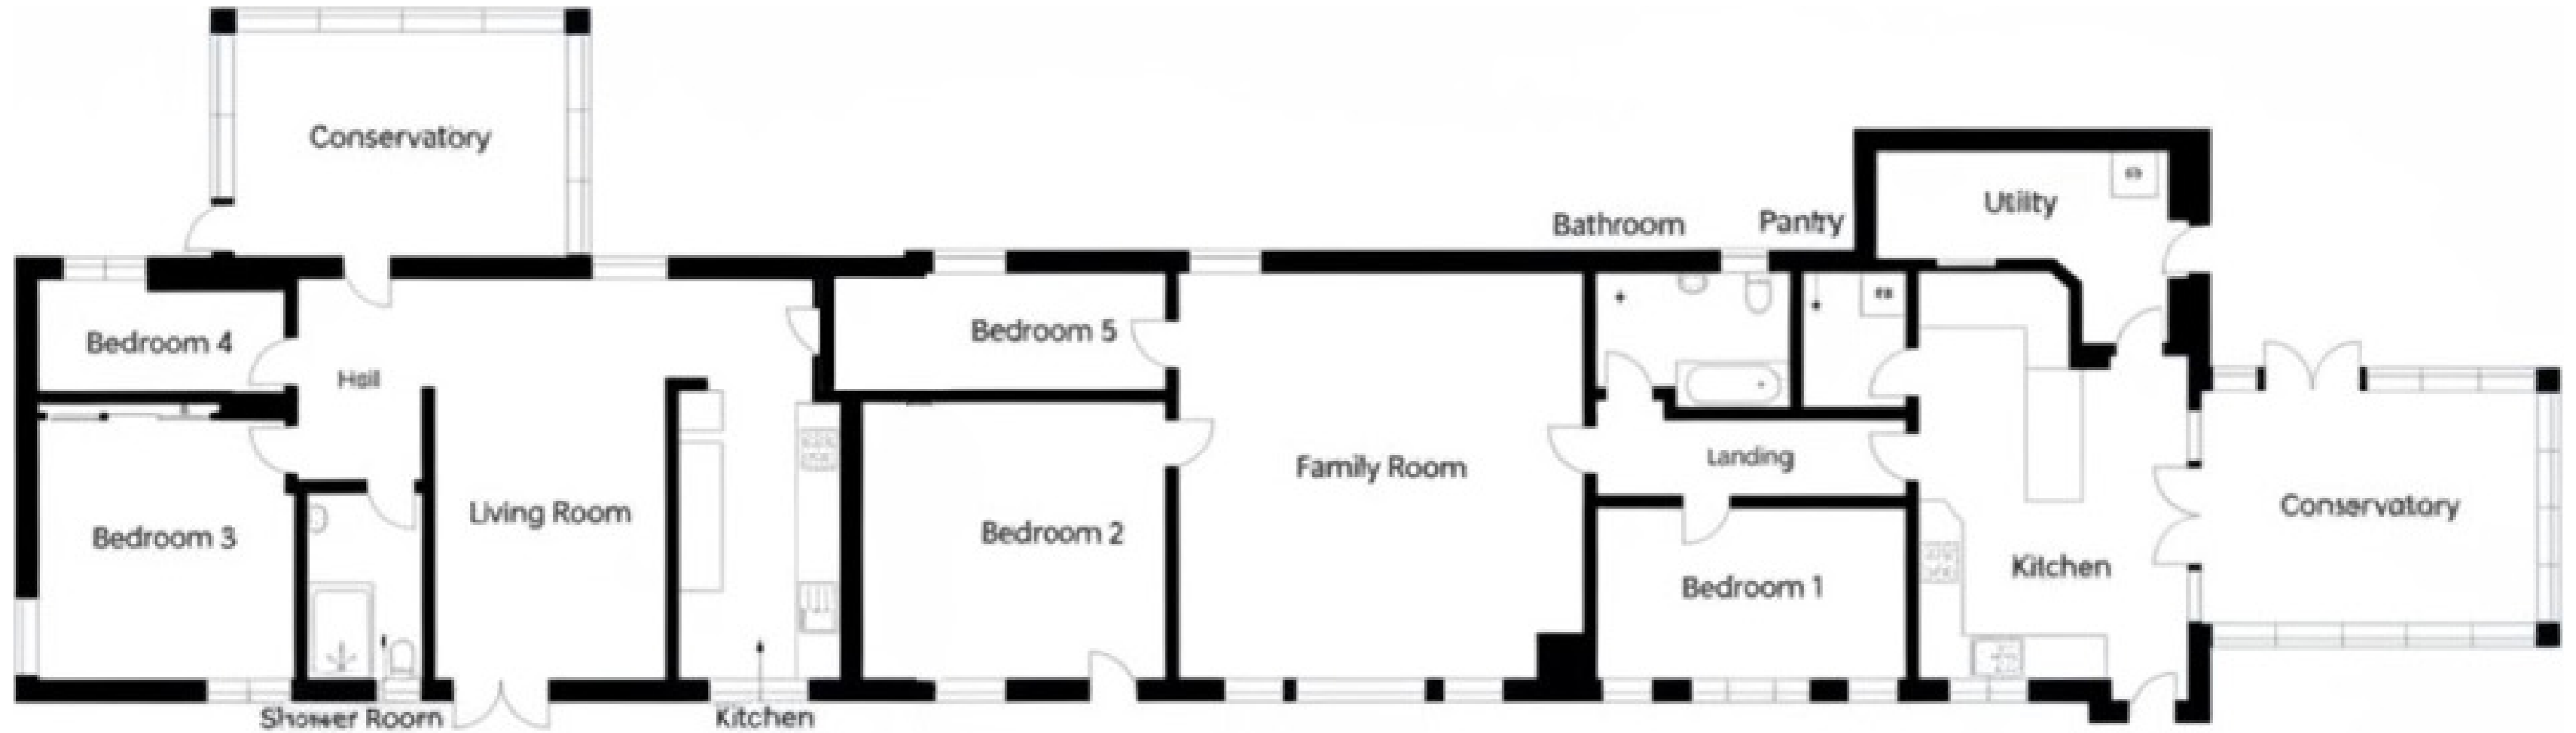 Conservatory
Utility
Bathroom
Pantry
Bedroom 4
Hall
Bedroom 5
Living Room
Bedroom 3
Bedroom 2
Family Room
Landing
Bedroom 1
Kitchen
Conservatory
Shower Room
Kitchen